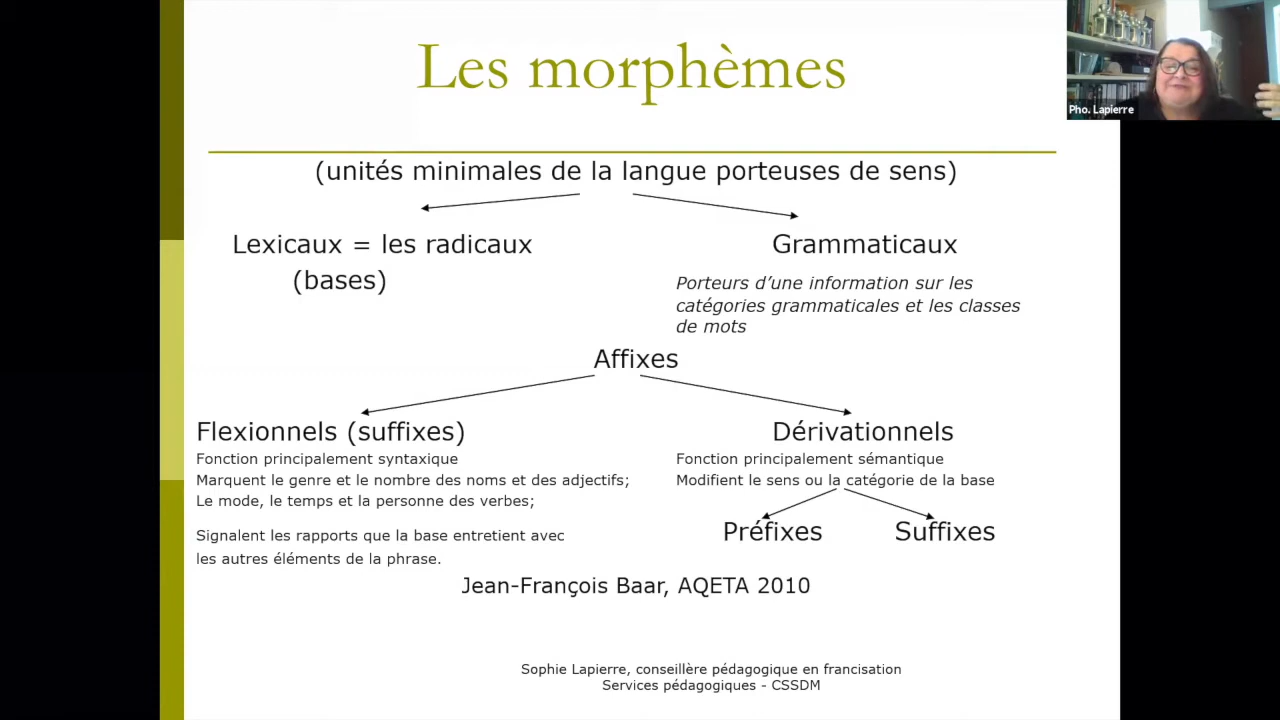 Les morphèmes
Pho. Lapierre
(unités minimales de la langue porteuses de sens)
Lexicaux = les radicaux
(bases)
Grammaticaux
Porteurs d’une information sur les
catégories grammaticales et les classes
de mots
Affixes
Flexionnels (suffixes)
Fonction principalement syntaxique
Marquent le genre et le nombre des noms et des adjectifs;
Le mode, le temps et la personne des verbes;
Signalent les rapports que la base entretient avec
les autres éléments de la phrase.
Dérivationnels
Fonction principalement sémantique
Modifient le sens ou la catégorie de la base
Préfixes
Suffixes
Jean-François Baar, AQETA 2010
Sophie Lapierre, conseillère pédagogique en francisation
Services pédagogiques - CSSDM